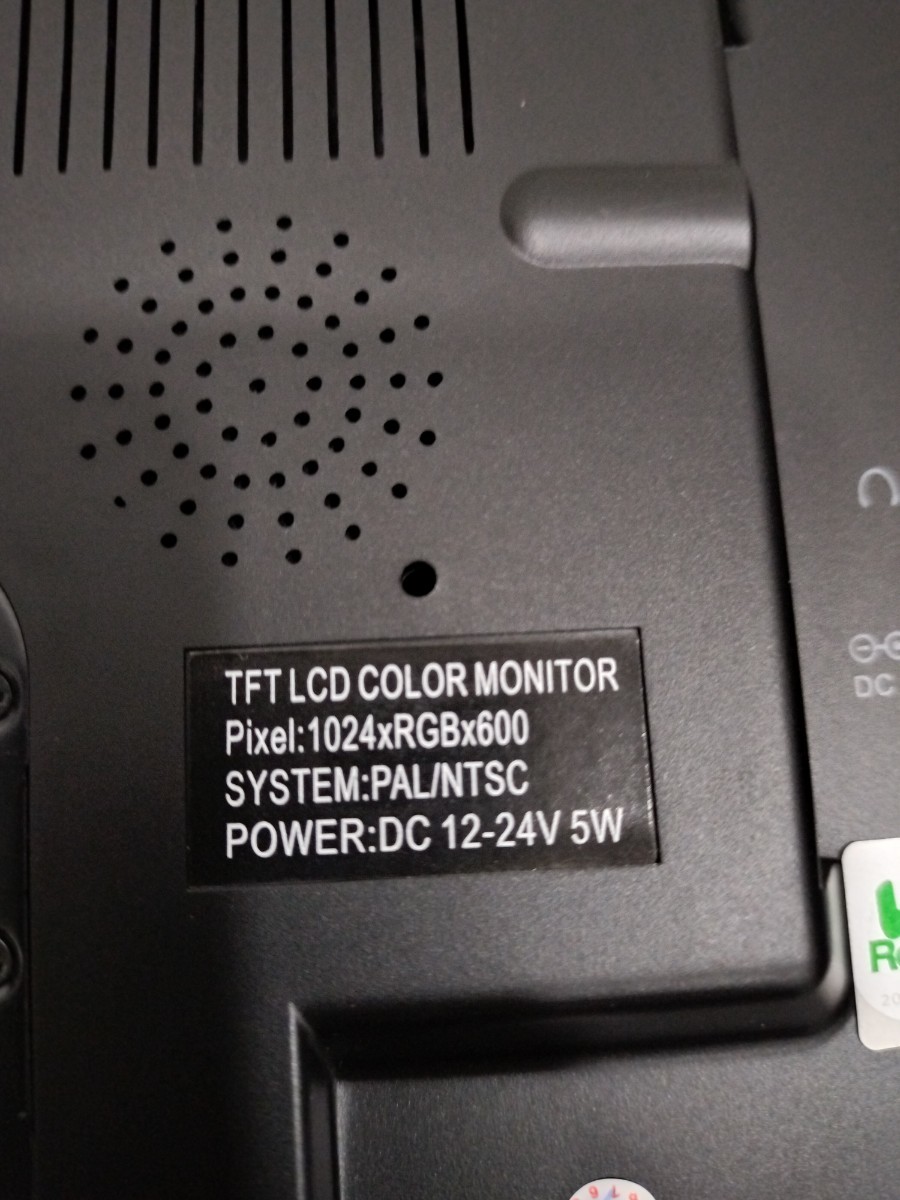 TFT LCD COLOR MONITOR
Pixel:1024xRGBx600
SYSTEM:PAL/NTSC
POWER:DC 12-24V 5W
DC